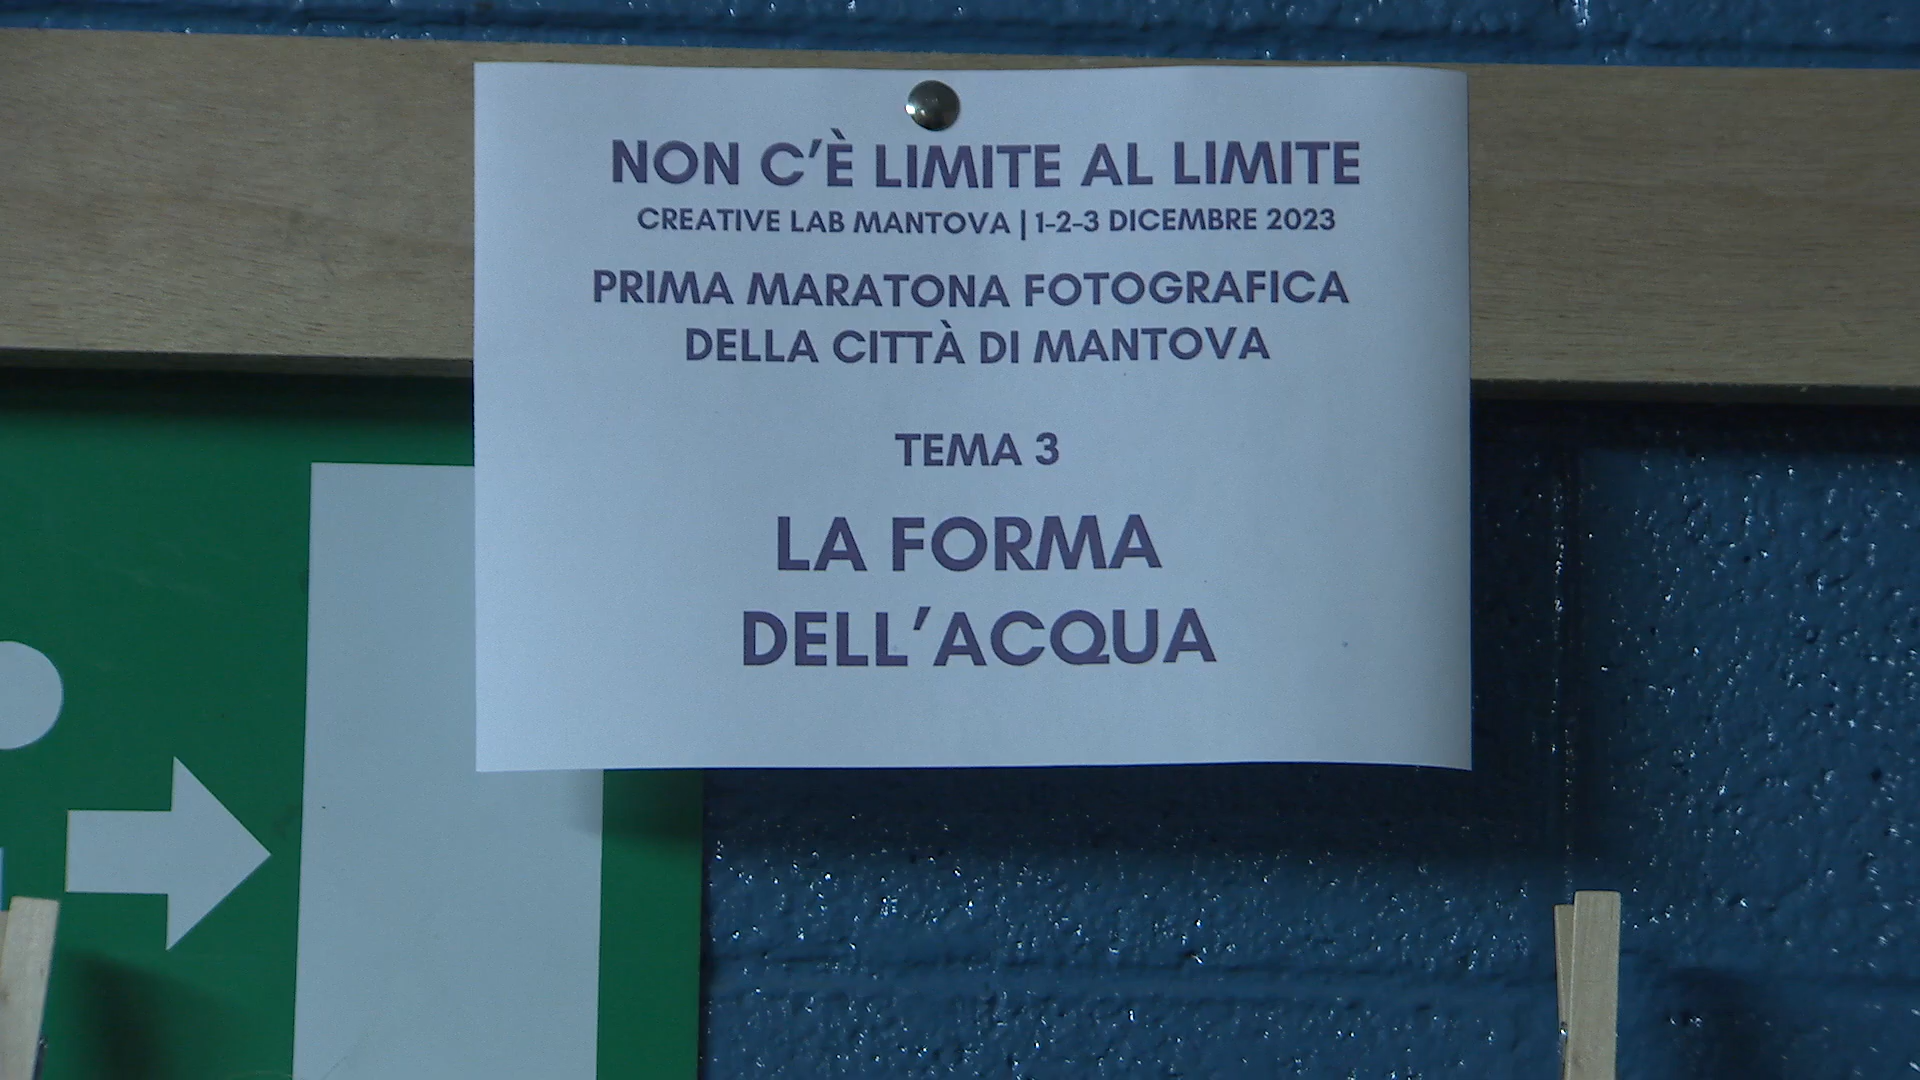 NON C'È LIMITE AL LIMITE
CREATIVE LAB MANTOVA | 1-2-3 DICEMBRE 2023
PRIMA MARATONA FOTOGRAFICA
DELLA CITTÀ DI MANTOVA
TEMA 3
LA FORMA
DELL'ACQUA